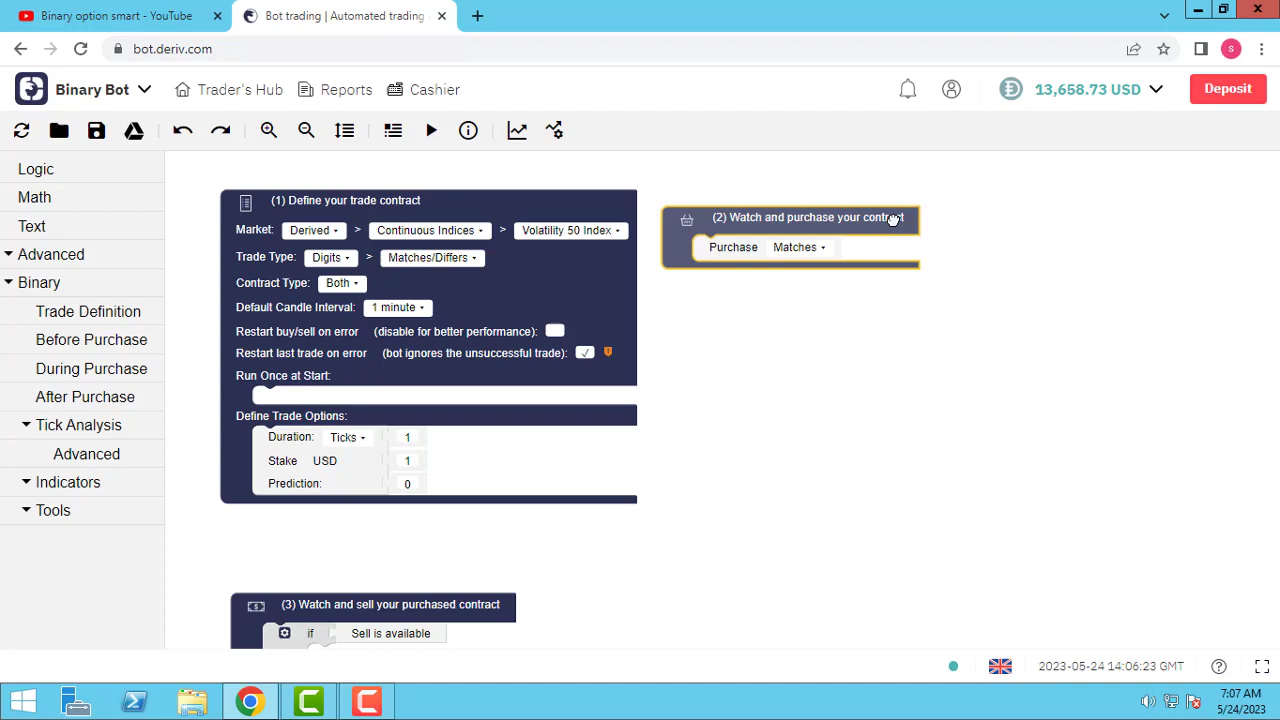 Binary option smart - YouTube
Bot trading | Automated trading
bot.deriv.com
S
Binary Bot
Trader's Hub
Reports
Cashier
13,658.73 USD
Deposit
Logic
Math
Text
Advanced
Binary
Trade Definition
Before Purchase
During Purchase
After Purchase
Tick Analysis
Advanced
Indicators
Tools
(1) Define your trade contract
Market: Derived > Continuous Indices > Volatility 50 Index
Trade Type: Digits > Matches/Differs
Contract Type: Both
Default Candle Interval: 1 minute
Restart buy/sell on error (disable for better performance):
Restart last trade on error (bot ignores the unsuccessful trade): ✓
Run Once at Start:
Define Trade Options:
Duration: Ticks 1
Stake USD 1
Prediction: 0
(2) Watch and purchase your contract
Purchase Matches
(3) Watch and sell your purchased contract
if Sell is available
2023-05-24 14:06:23 GMT
7:07 AM
5/24/2023